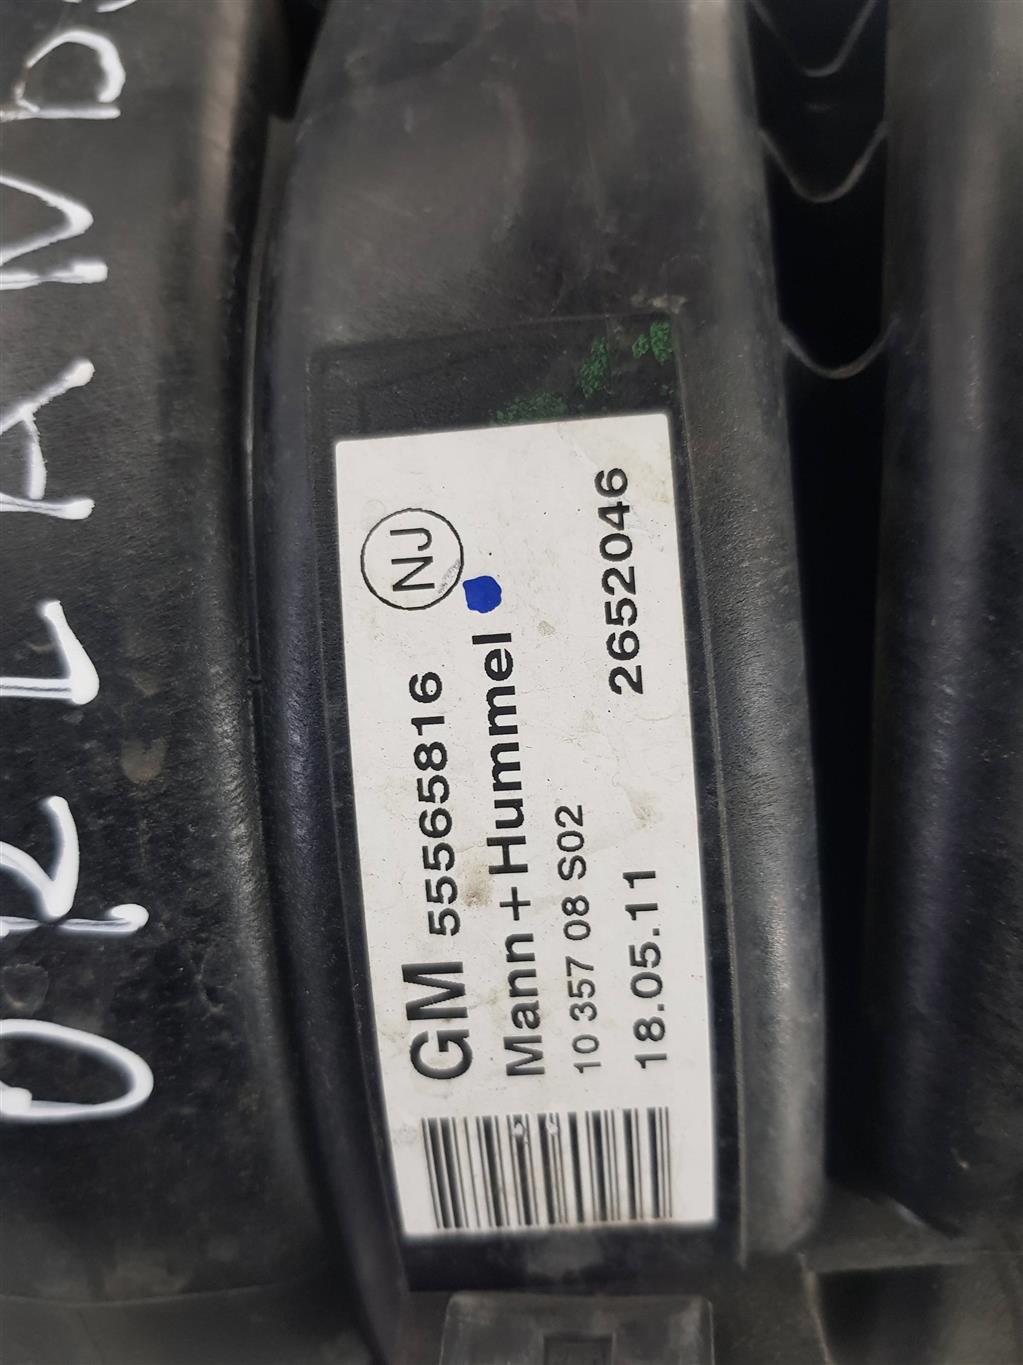 GM 55565816 NJ
Mann+Hummel
10 357 08 S02
18.05.11 2652046